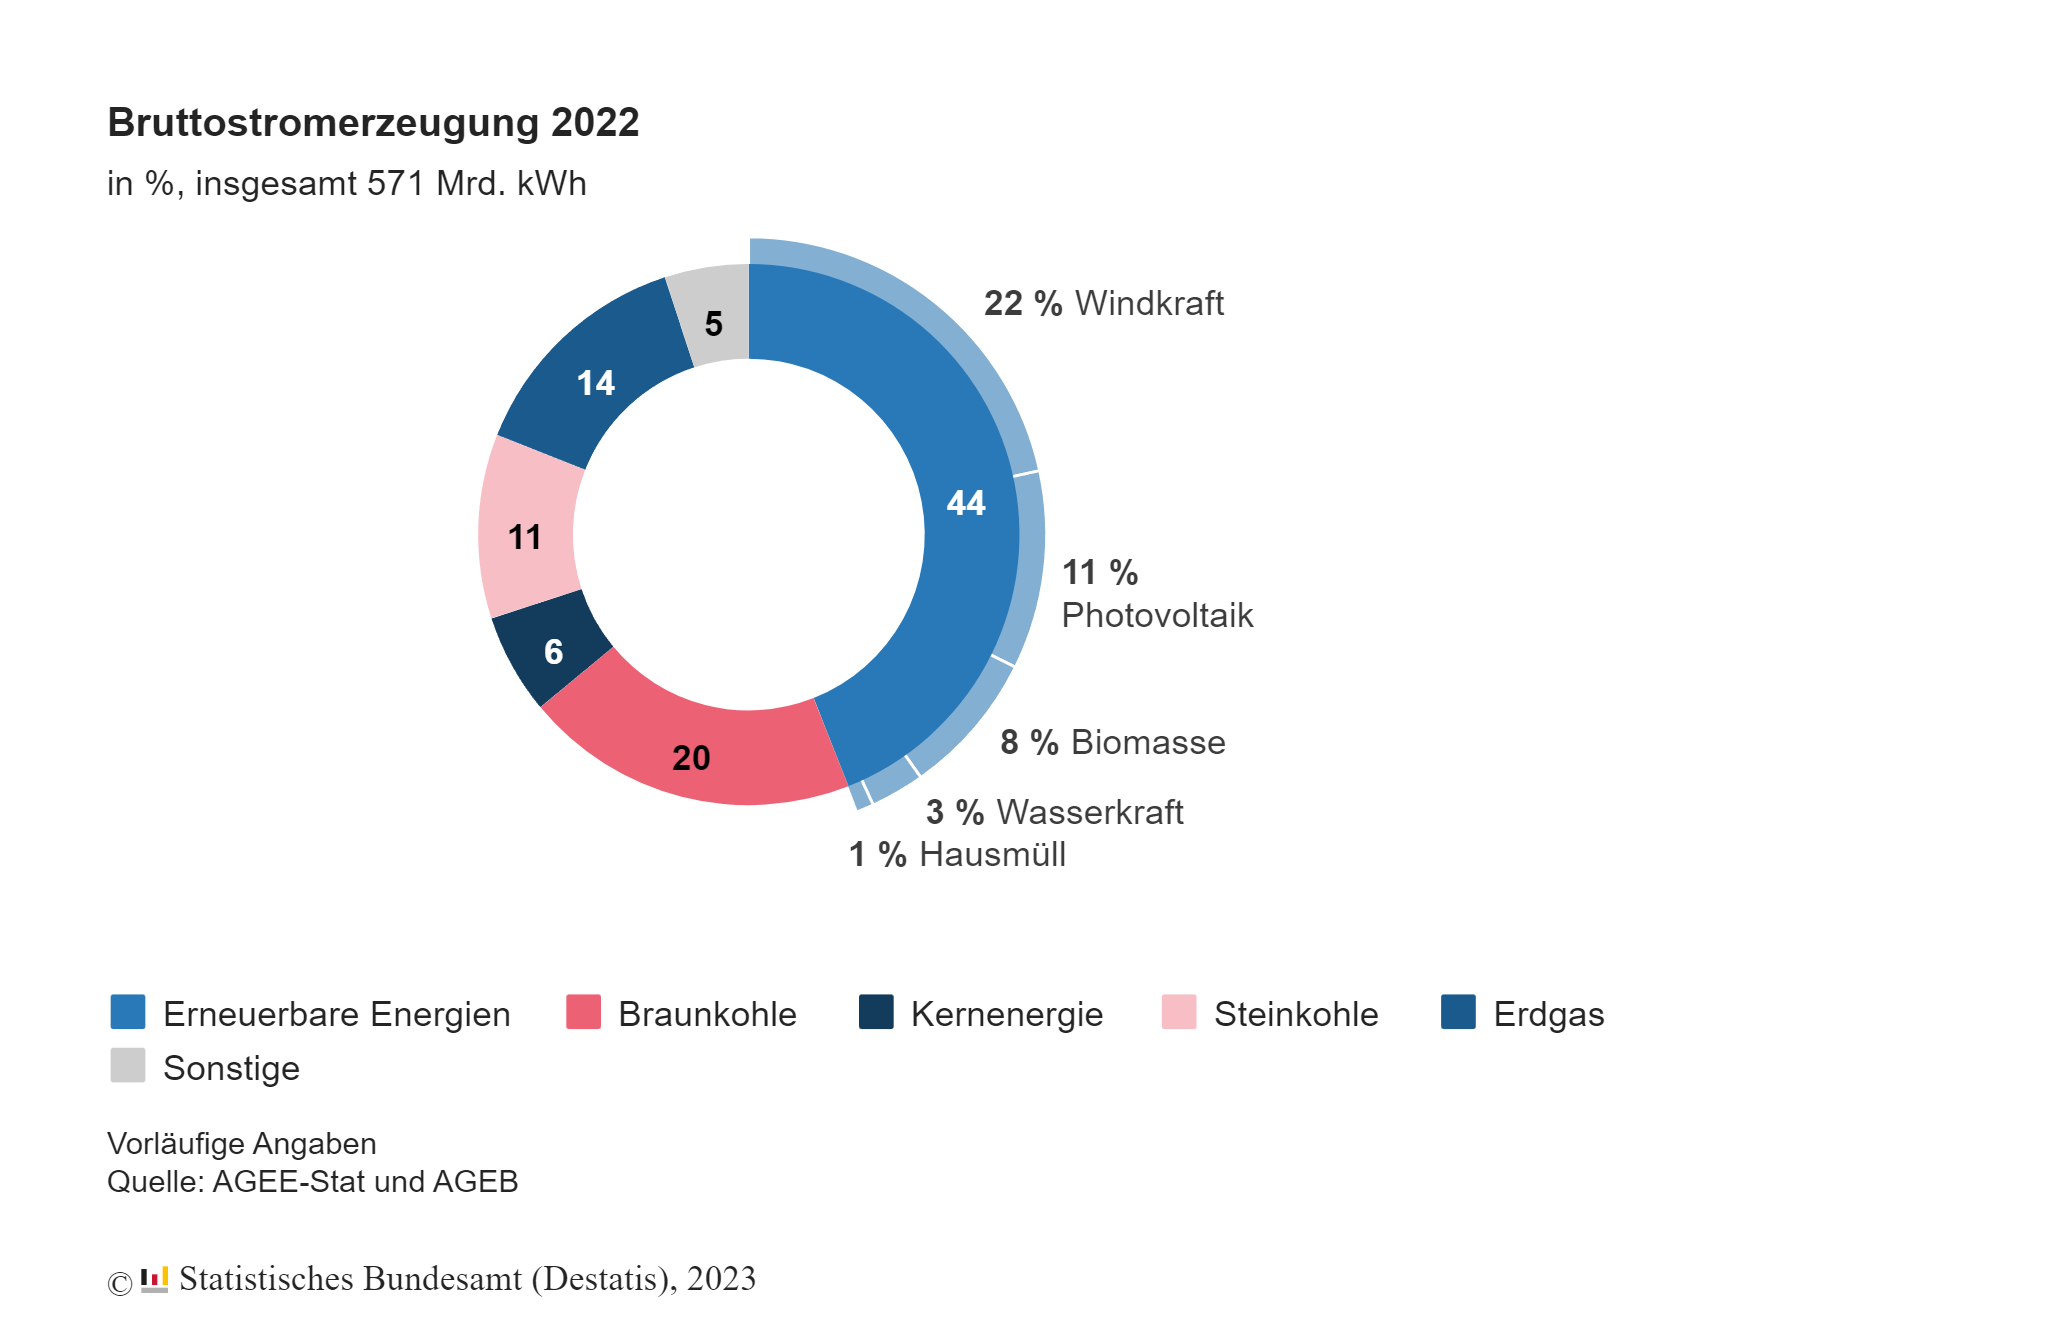 Bruttostromerzeugung 2022
in %, insgesamt 571 Mrd. kWh
5
22 % Windkraft
14
44
11
11 %
Photovoltaik
6
8 % Biomasse
20
3 % Wasserkraft
1 % Hausmüll
Erneuerbare Energien Braunkohle Kernenergie Steinkohle Erdgas
Sonstige
Vorläufige Angaben
Quelle: AGEE-Stat und AGEB
© Statistisches Bundesamt (Destatis), 2023